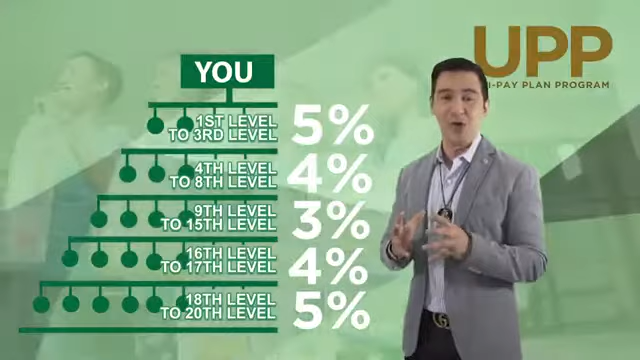 UPP
I-PAY PLAN PROGRAM
YOU
1ST LEVEL
TO 3RD LEVEL
5%
4TH LEVEL
TO 8TH LEVEL
4%
9TH LEVEL
TO 15TH LEVEL
3%
16TH LEVEL
TO 17TH LEVEL
4%
18TH LEVEL
TO 20TH LEVEL
5%